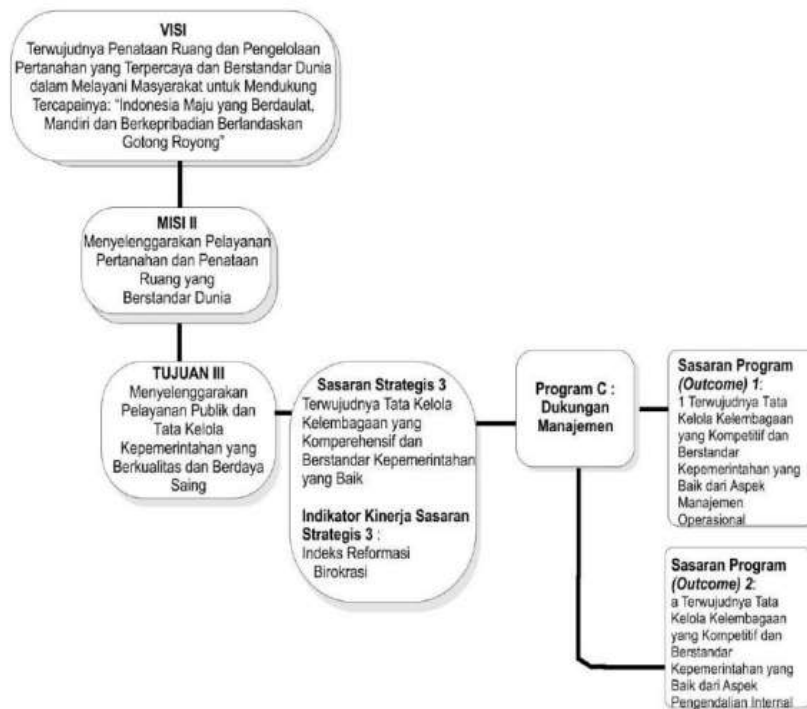 VISI
Terwujudnya Penataan Ruang dan Pengelolaan
Pertanahan yang Terpercaya dan Berstandar Dunia
dalam Melayani Masyarakat untuk Mendukung
Tercapainya: "Indonesia Maju yang Berdaulat,
Mandiri dan Berkepribadian Berlandaskan
Gotong Royong"
MISI II
Menyelenggarakan Pelayanan
Pertanahan dan Penataan
Ruang yang
Berstandar Dunia
TUJUAN III
Menyelenggarakan
Pelayanan Publik dan
Tata Kelola
Kepemerintahan yang
Berkualitas dan Berdaya
Saing
Sasaran Strategis 3
Terwujudnya Tata Kelola
Kelembagaan yang
Komperehensif dan
Berstandar Kepemerintahan
yang Baik
Indikator Kinerja Sasaran
Strategis 3 :
Indeks Reformasi
Birokrasi
Program C :
Dukungan
Manajemen
Sasaran Program
(Outcome) 1:
1 Terwujudnya Tata
Kelola Kelembagaan
yang Kompetitif dan
Berstandar
Kepemerintahan yang
Baik dari Aspek
Manajemen
Operasional
Sasaran Program
(Outcome) 2:
a Terwujudnya Tata
Kelola Kelembagaan
yang Kompetitif dan
Berstandar
Kepemerintahan yang
Baik dari Aspek
Pengendalian Internal